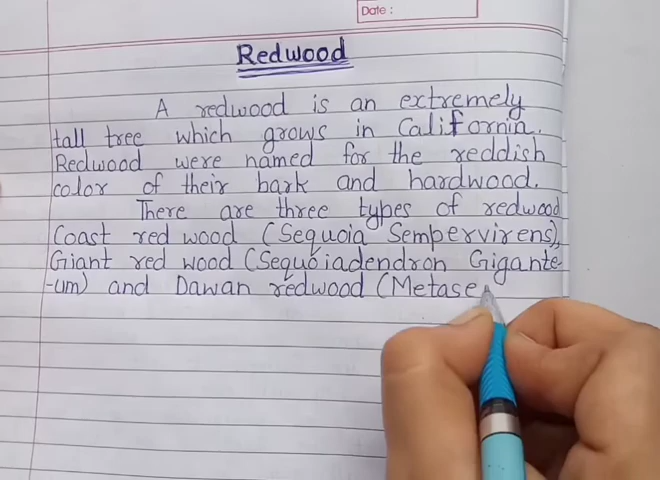 Date :
Redwood
A redwood is an extremely
tall tree which grows in Californin.
Redwood were named for the reddish
color of their bark and hardwood.
There are three types of redwood
Coast red wood (Sequoia Sempervirens),
Giant red wood (Sequoiadendron Gigante-
-um) and Dawan redwood (Metase